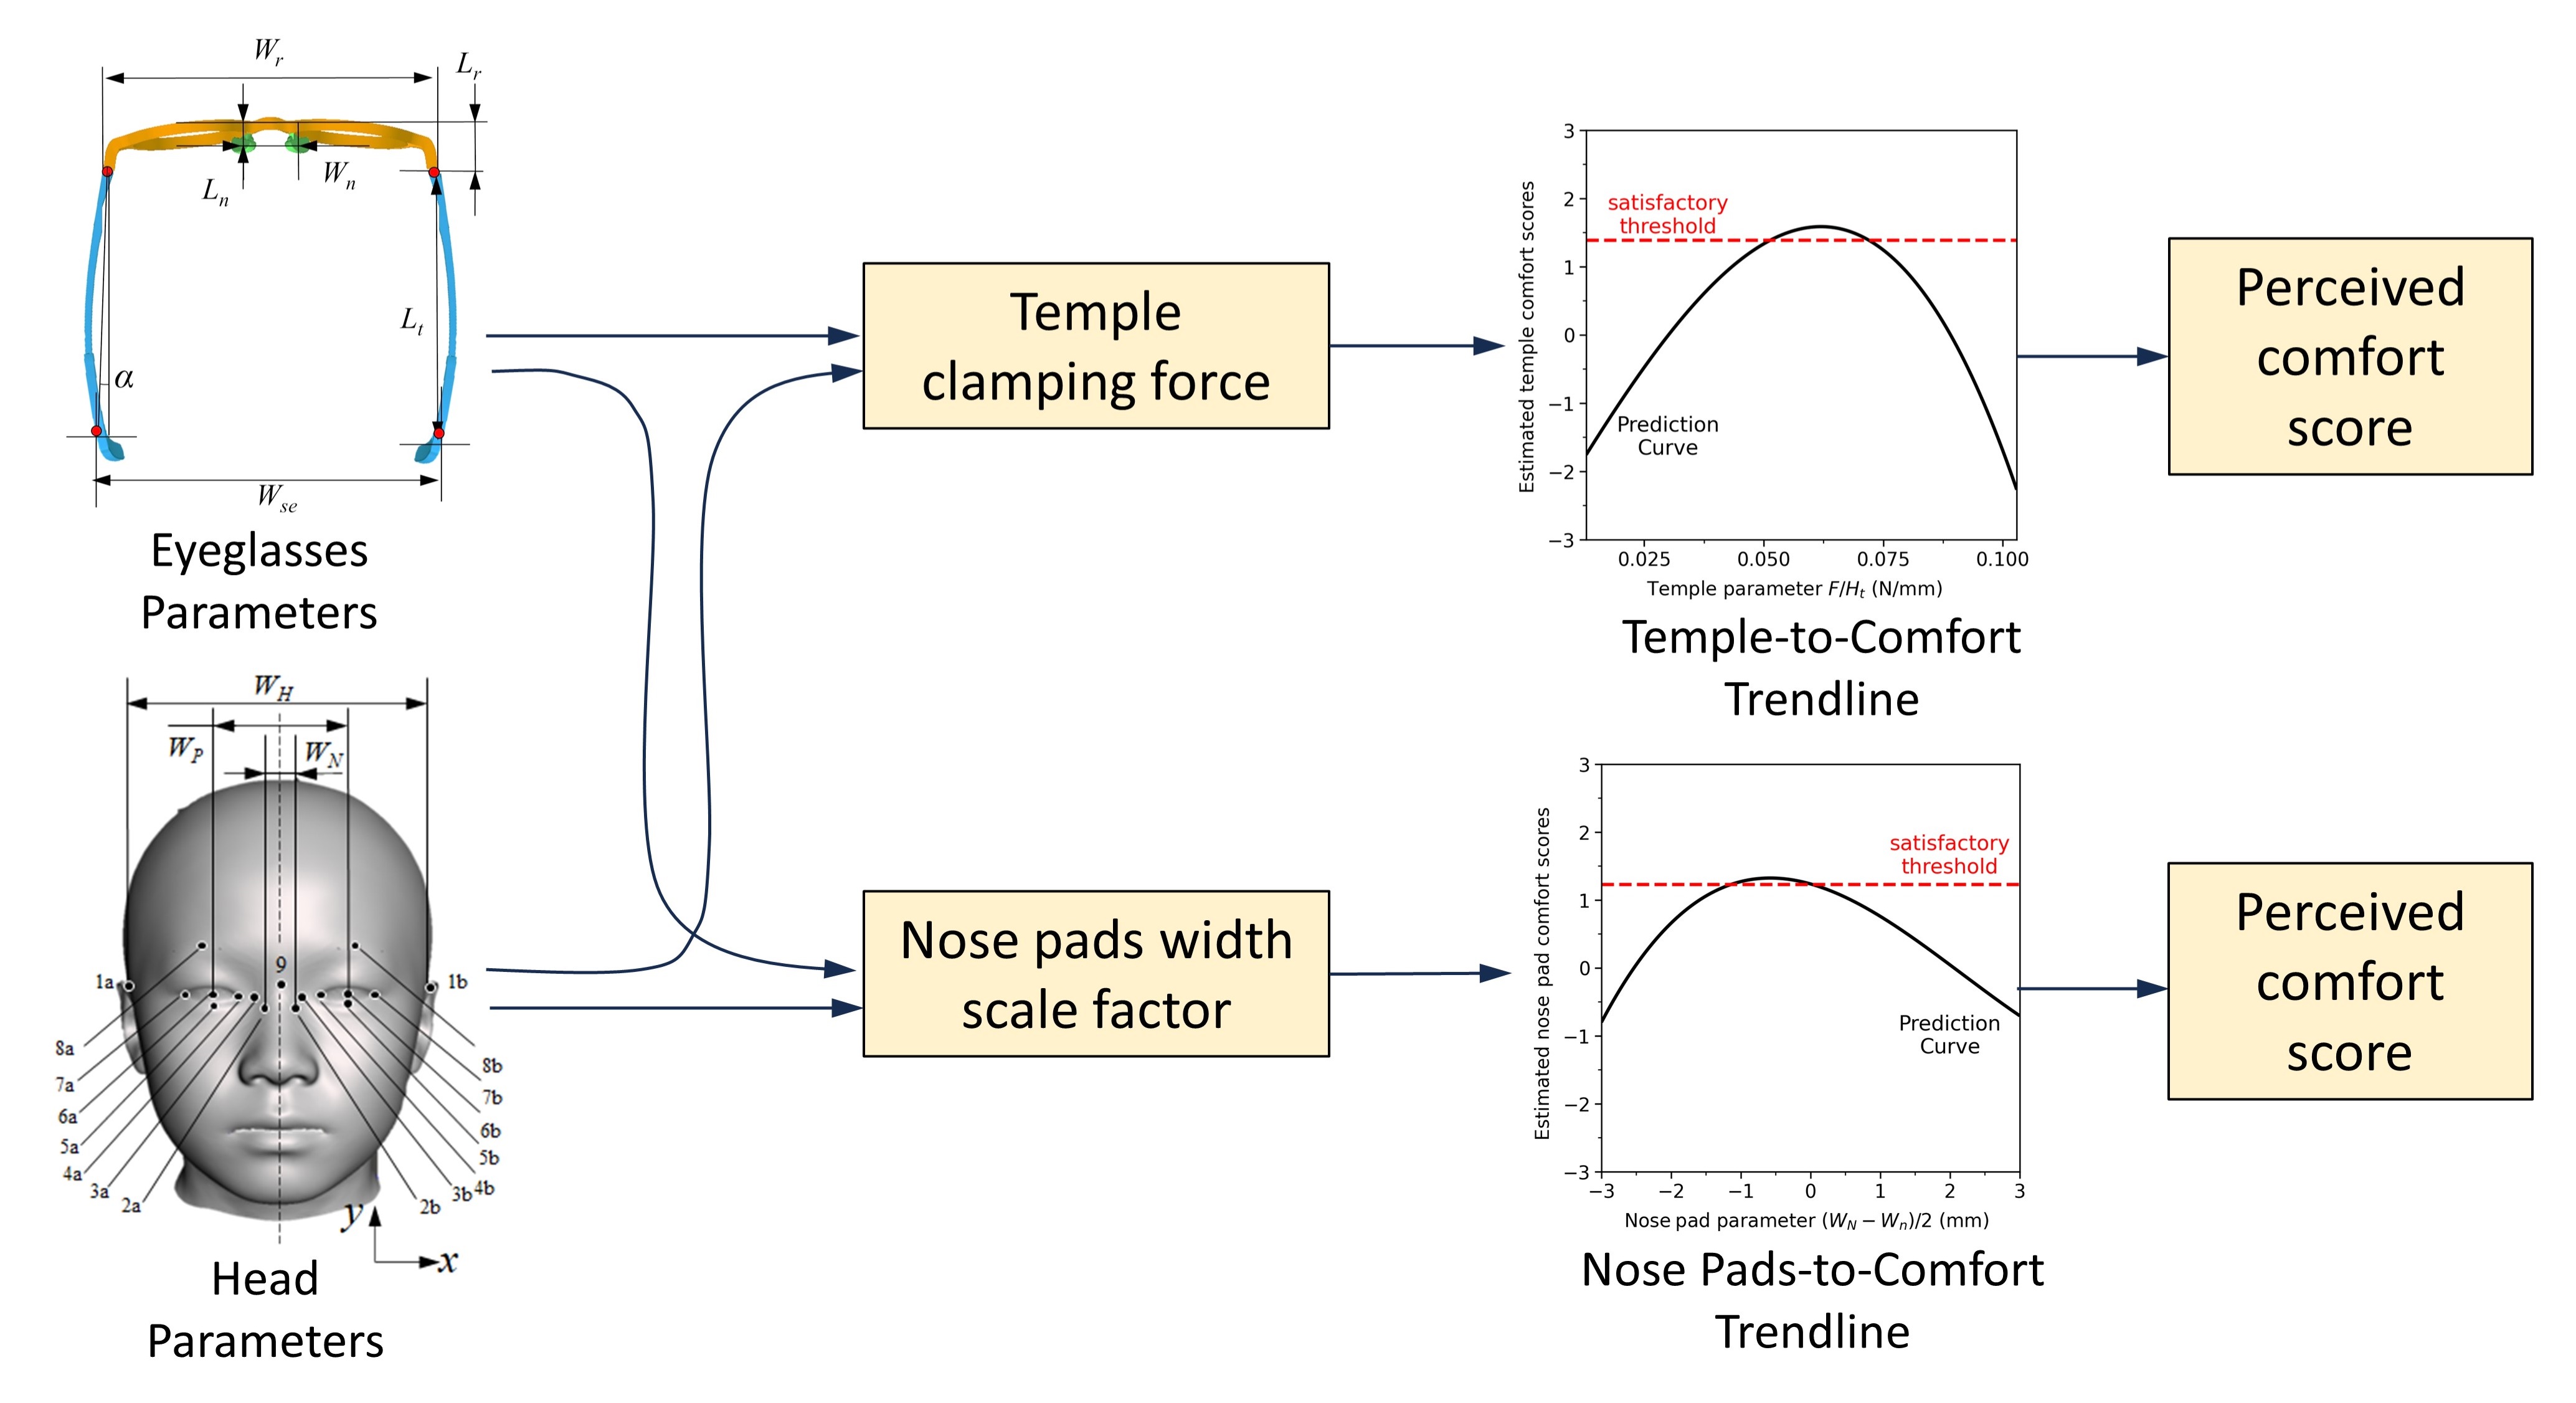 W_r
L_r
L_n
W_n
L_t
α
W_se
Eyeglasses
Parameters
W_H
W_P
W_N
9
1a
1b
8a
7a
6a
5a
4a
3a
2a
8b
7b
6b
5b
4b
3b
2b
y
x
Head
Parameters
Temple
clamping force
Nose pads width
scale factor
3
2
1
0
−1
−2
−3
Estimated temple comfort scores
satisfactory
threshold
Prediction
Curve
0.025 0.050 0.075 0.100
Temple parameter F/H_t (N/mm)
Temple-to-Comfort
Trendline
3
2
1
0
−1
−2
−3
Estimated nose pad comfort scores
satisfactory
threshold
Prediction
Curve
−3 −2 −1 0 1 2 3
Nose pad parameter (W_N − W_n)/2 (mm)
Nose Pads-to-Comfort
Trendline
Perceived
comfort
score
Perceived
comfort
score